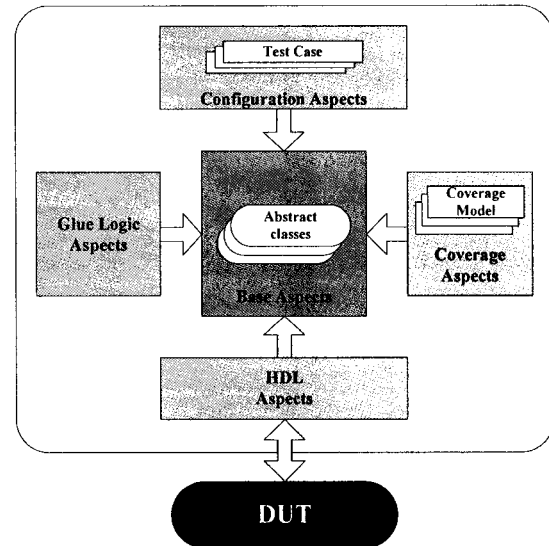 Test Case
Configuration Aspects
Glue Logic
Aspects
Abstract
classes
Base Aspects
Coverage
Model
Coverage
Aspects
HDL
Aspects
DUT